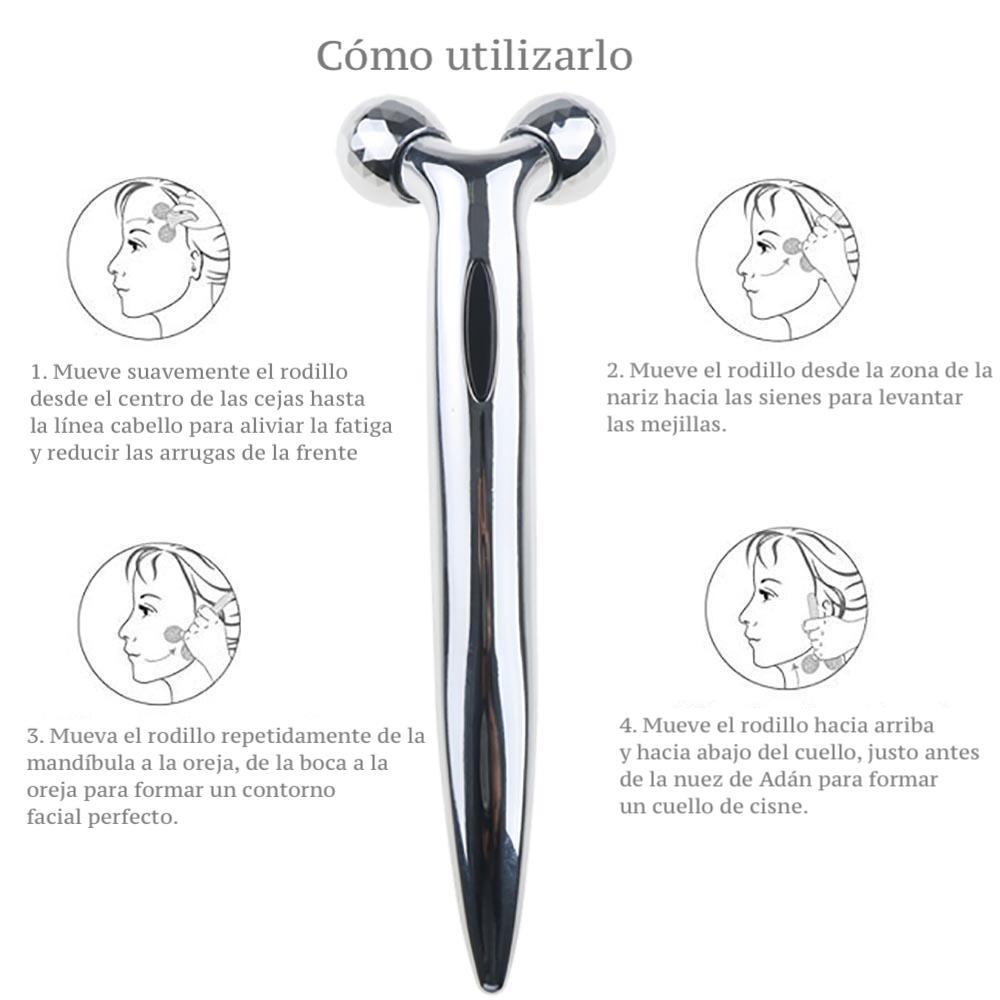 Cómo utilizarlo
1. Mueve suavemente el rodillo
desde el centro de las cejas hasta
la línea cabello para aliviar la fatiga
y reducir las arrugas de la frente
2. Mueve el rodillo desde la zona de la
nariz hacia las sienes para levantar
las mejillas.
3. Mueva el rodillo repetidamente de la
mandíbula a la oreja, de la boca a la
oreja para formar un contorno
facial perfecto.
4. Mueve el rodillo hacia arriba
y hacia abajo del cuello, justo antes
de la nuez de Adán para formar
un cuello de cisne.